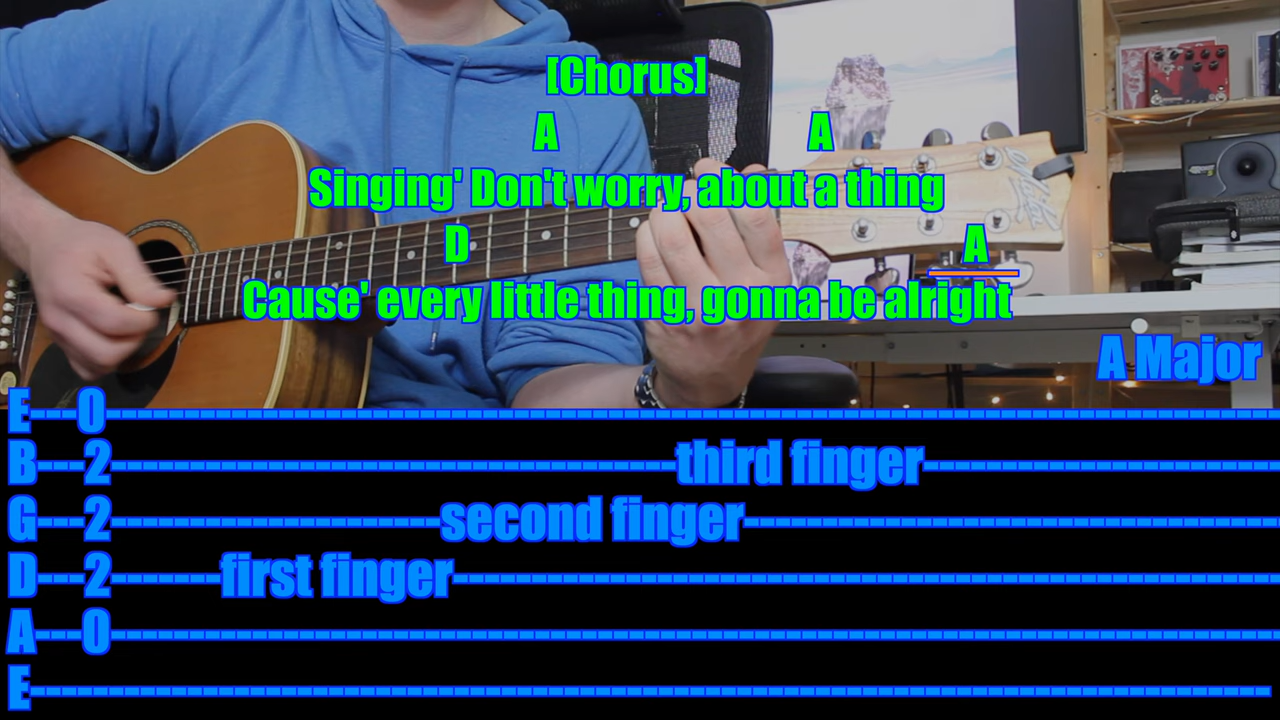 [Chorus]
A A
Singing' Don't worry, about a thing
D A
Cause' every little thing, gonna be alright
A Major
E---0------------------------------------------------------------
B---2-------------------------------third finger--------------------
G---2------------------second finger------------------------------
D---2------first finger---------------------------------------------
A---0------------------------------------------------------------
E----------------------------------------------------------------